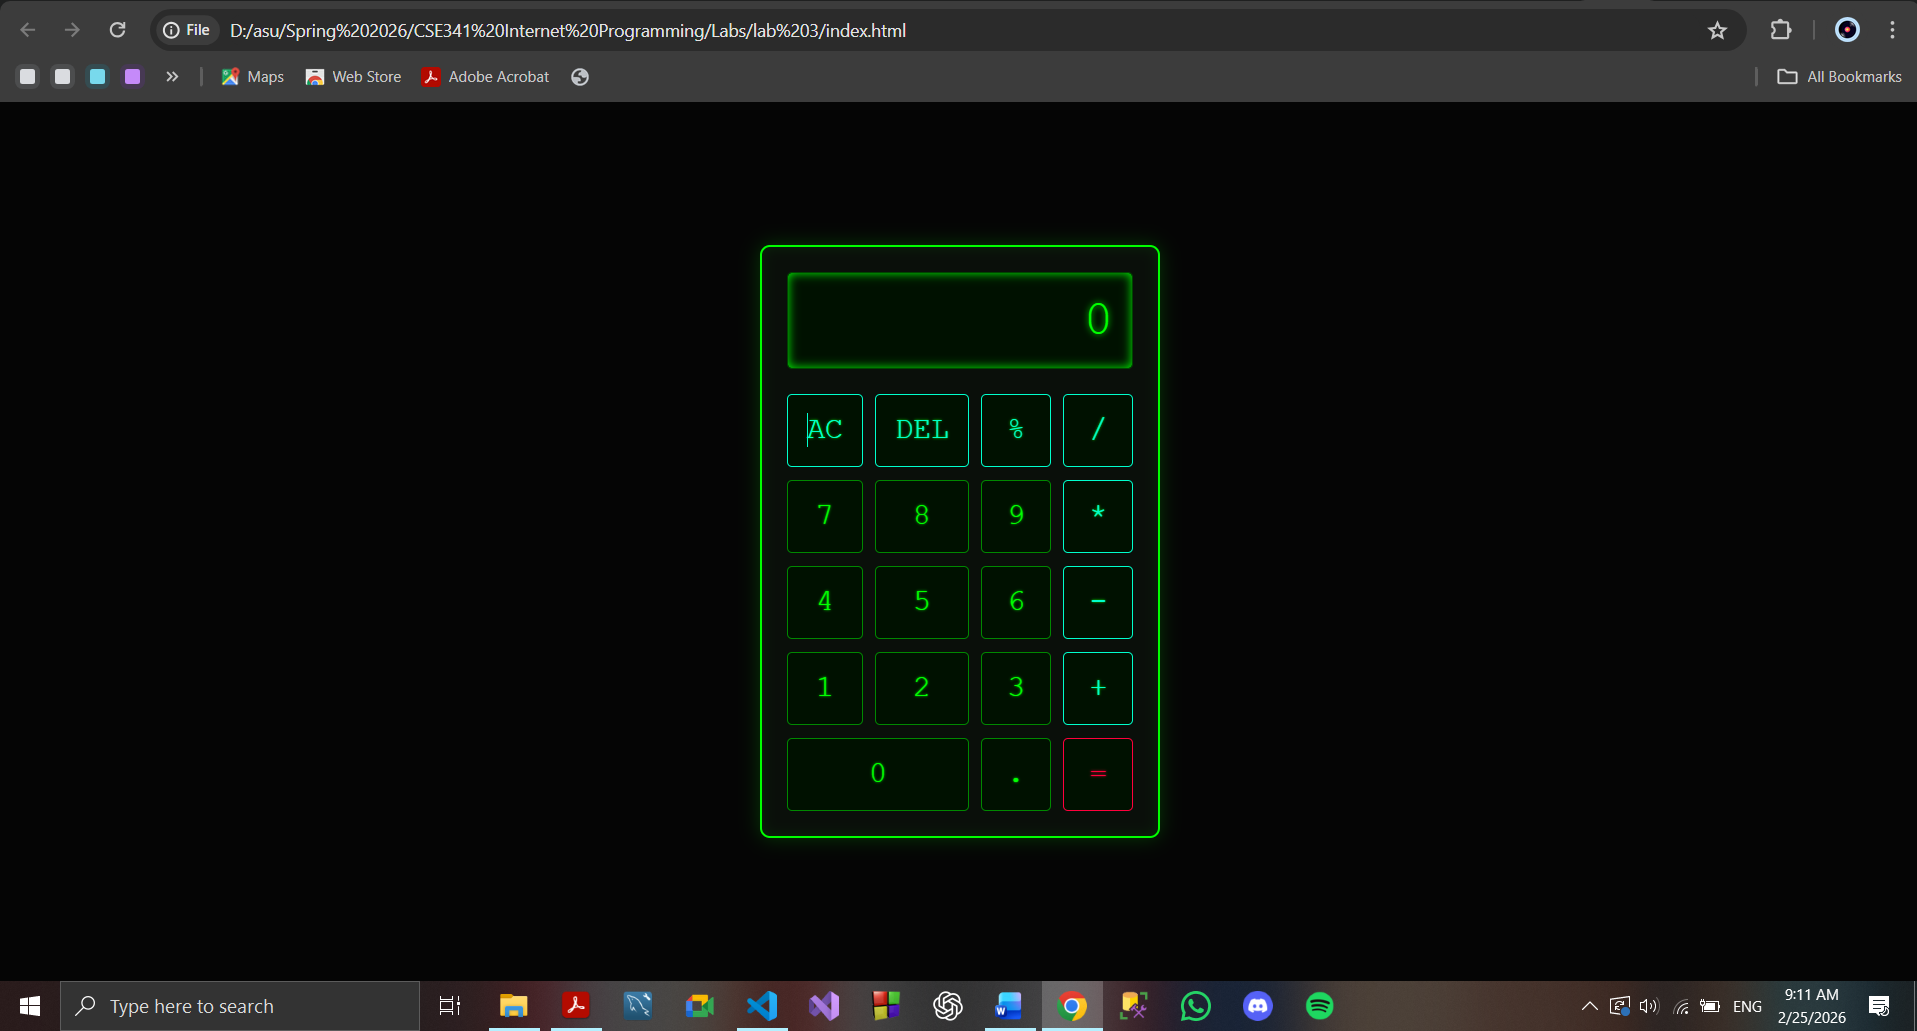 File D:/asu/Spring%202026/CSE341%20Internet%20Programming/Labs/lab%203/index.html
Maps Web Store Adobe Acrobat All Bookmarks
0
AC DEL % /
7 8 9 *
4 5 6 -
1 2 3 +
0 . =
Type here to search
W
ENG
9:11 AM
2/25/2026